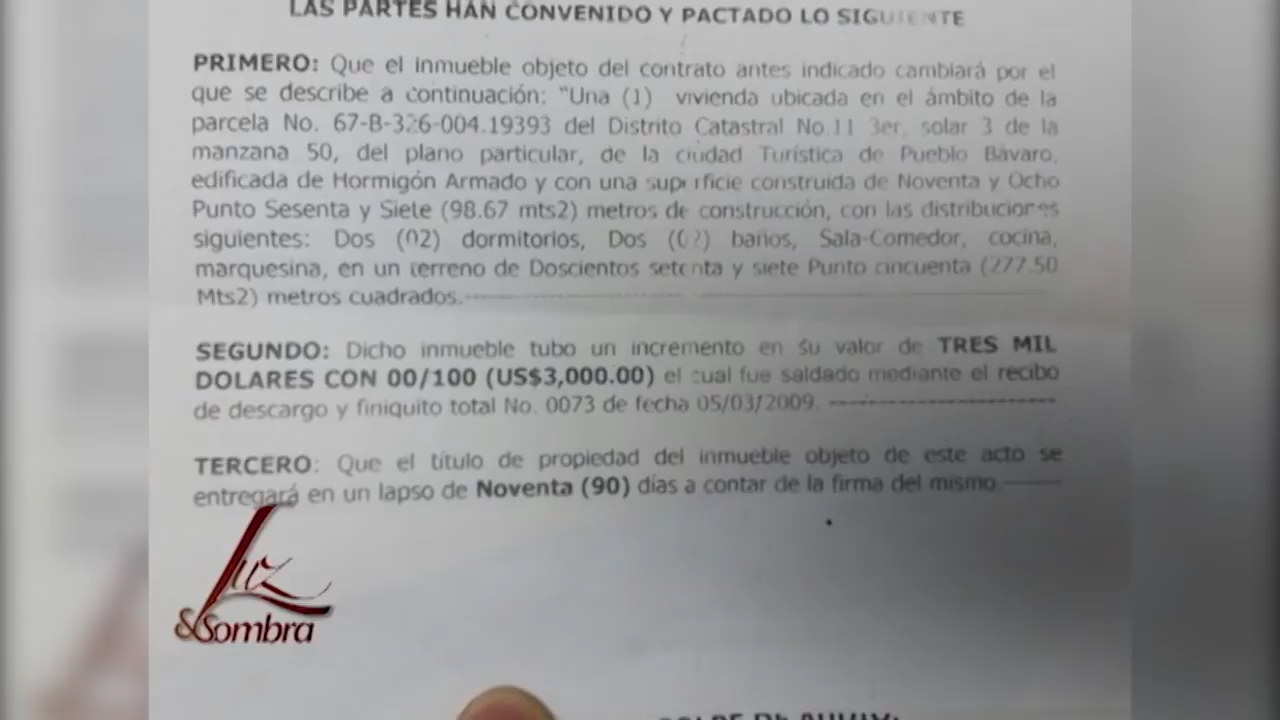 LAS PARTES HAN CONVENIDO Y PACTADO LO SIGUIENTE
PRIMERO: Que el inmueble objeto del contrato antes indicado cambiará por el
que se describe a continuación: "Una (1) vivienda ubicada en el ámbito de la
parcela No. 67-B-326-004.19393 del Distrito Catastral No.11 3er, solar 3 de la
manzana 50, del plano particular, de la ciudad Turística de Pueblo Bávaro,
edificada de Hormigón Armado y con una superficie construida de Noventa y Ocho
Punto Sesenta y Siete (98.67 mts2) metros de construcción, con las distribuciones
siguientes: Dos (02) dormitorios, Dos (02) baños, Sala-Comedor, cocina,
marquesina, en un terreno de Doscientos setenta y siete Punto cincuenta (277.50
Mts2) metros cuadrados.
SEGUNDO: Dicho inmueble tubo un incremento en su valor de TRES MIL
DOLARES CON 00/100 (US$3,000.00) el cual fue saldado mediante el recibo
de descargo y finiquito total No. 0073 de fecha 05/03/2009.
TERCERO: Que el título de propiedad del inmueble objeto de este acto se
entregará en un lapso de Noventa (90) días a contar de la firma del mismo.
Luz
&Sombra